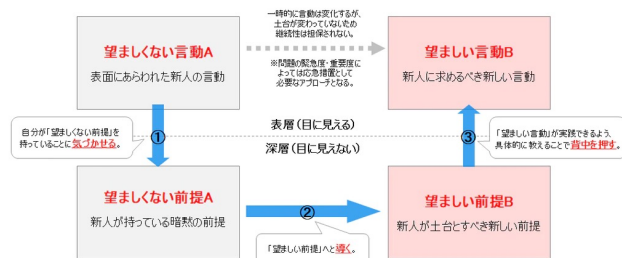 一時的に言動は変化するが、
土台が変わっていないため
継続性は担保されない。
望ましくない言動A
表面にあらわれた新人の言動
※問題の緊急度・重要度に
よっては応急措置として
必要なアプローチとなる。
望ましい言動B
新人に求めるべき新しい言動
自分が「望ましくない前提」を
持っていることに気づかせる。
①
表層(目に見える)
深層(目に見えない)
③
「望ましい言動」が実践できるよう、
具体的に教えることで背中を押す。
望ましくない前提A
新人が持っている暗黙の前提
②
「望ましい前提」へと導く。
望ましい前提B
新人が土台とすべき新しい前提